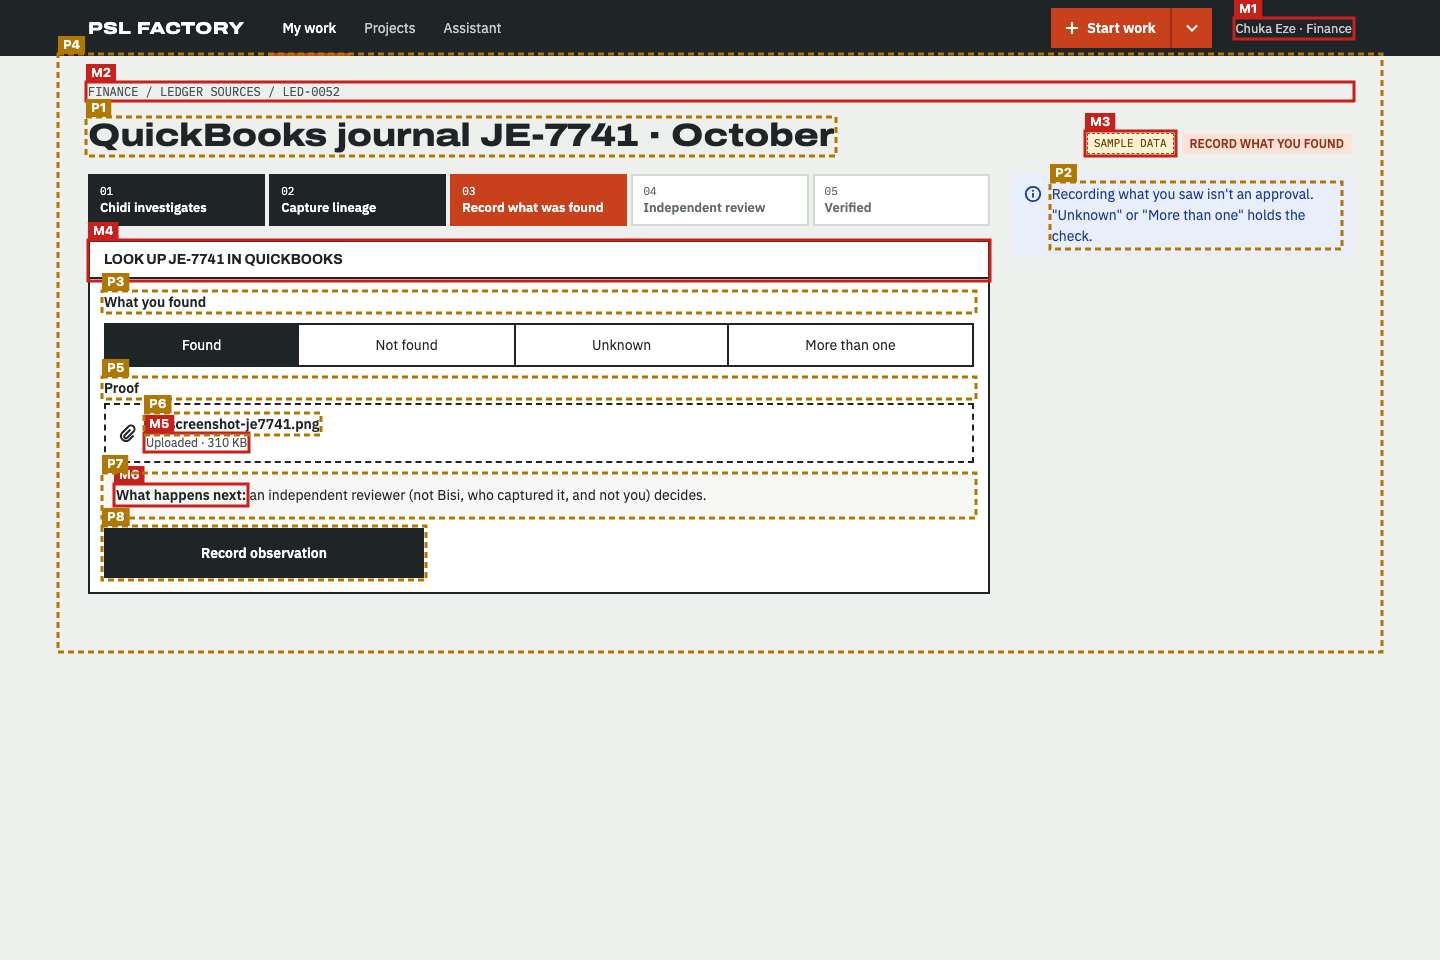 PSL FACTORY
My work
Projects
Assistant
Start work
M1
Chuka Eze · Finance
P4
M2
FINANCE / LEDGER SOURCES / LED-0052
P1
QuickBooks journal JE-7741 · October
M3
SAMPLE DATA
RECORD WHAT YOU FOUND
01
Chidi investigates
02
Capture lineage
03
Record what was found
04
Independent review
05
Verified
P2
Recording what you saw isn't an approval.
"Unknown" or "More than one" holds the
check.
M4
LOOK UP JE-7741 IN QUICKBOOKS
P3
What you found
Found
Not found
Unknown
More than one
P5
Proof
P6
M5
screenshot-je7741.png
Uploaded · 310 KB
P7
M6
What happens next: an independent reviewer (not Bisi, who captured it, and not you) decides.
P8
Record observation